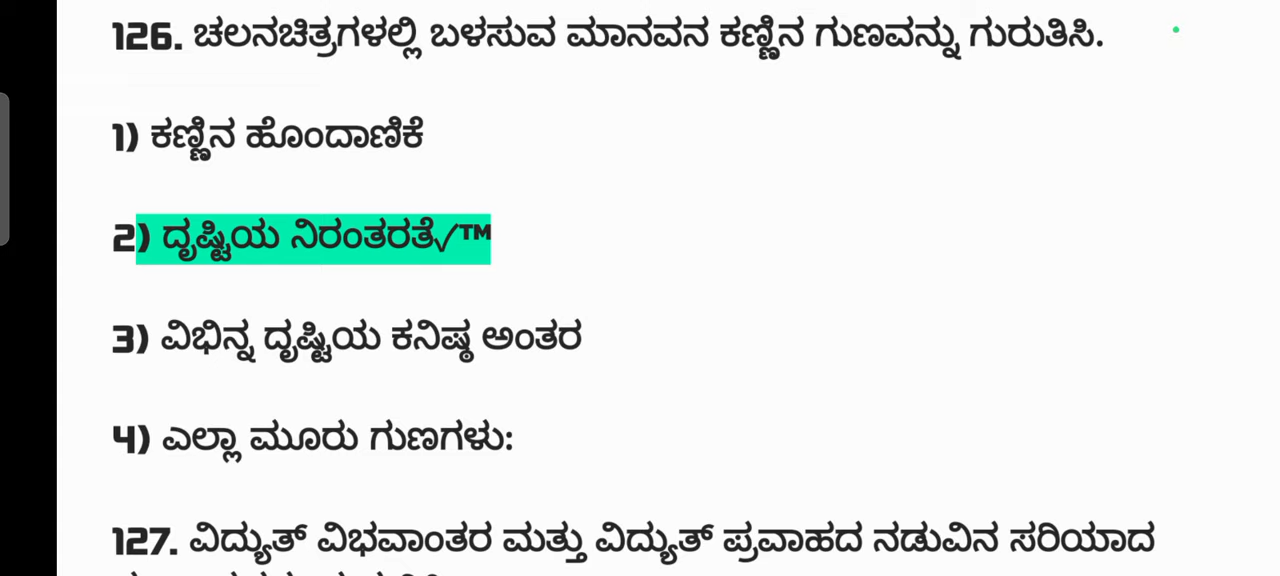 126. ಚಲನಚಿತ್ರಗಳಲ್ಲಿ ಬಳಸುವ ಮಾನವನ ಕಣ್ಣಿನ ಗುಣವನ್ನು ಗುರುತಿಸಿ.
1) ಕಣ್ಣಿನ ಹೊಂದಾಣಿಕೆ
2) ದೃಷ್ಟಿಯ ನಿರಂತರತೆ✓™
3) ವಿಭಿನ್ನ ದೃಷ್ಟಿಯ ಕನಿಷ್ಠ ಅಂತರ
4) ಎಲ್ಲಾ ಮೂರು ಗುಣಗಳು:
127. ವಿದ್ಯುತ್ ವಿಭವಾಂತರ ಮತ್ತು ವಿದ್ಯುತ್ ಪ್ರವಾಹದ ನಡುವಿನ ಸರಿಯಾದ